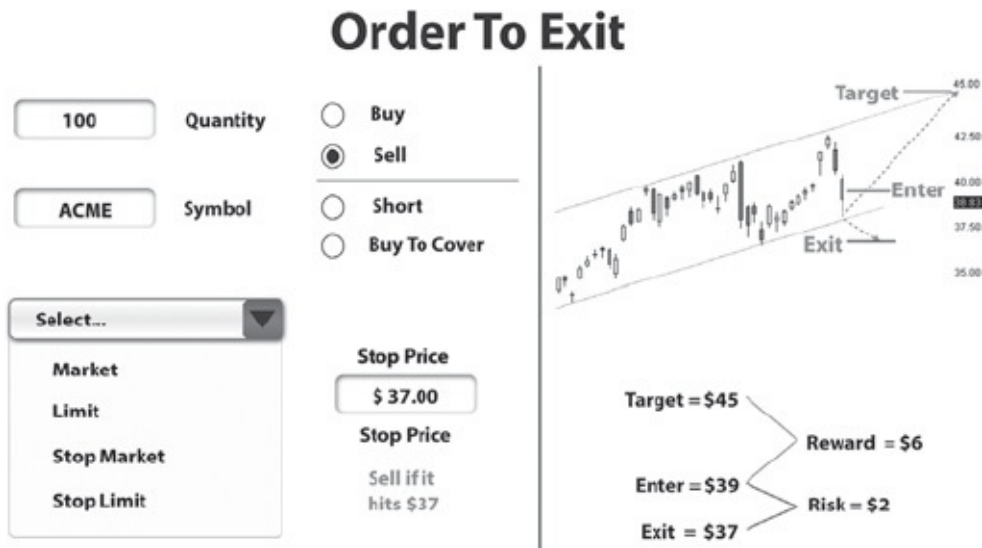 Order To Exit
100
Quantity
ACME
Symbol
Buy
Sell
Short
Buy To Cover
Select...
Market
Limit
Stop Market
Stop Limit
Stop Price
$ 37.00
Stop Price
Sell if it
hits $37
Target
Enter
Exit
45.00
42.50
40.00
38.83
37.50
35.00
Target = $45
Reward = $6
Enter = $39
Risk = $2
Exit = $37